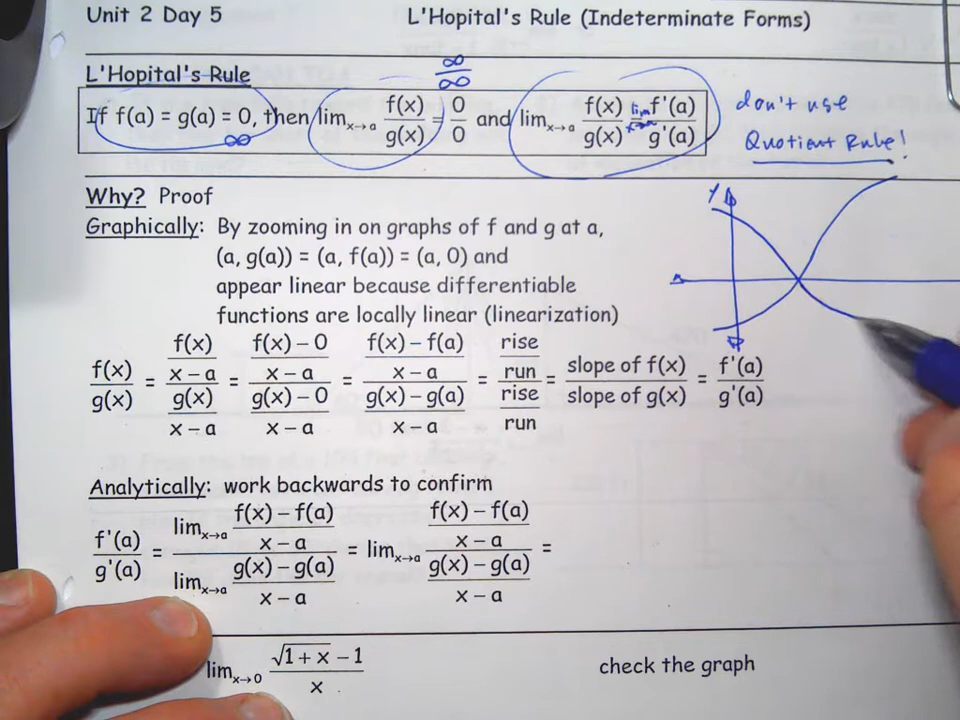 Unit 2 Day 5 L'Hopital's Rule (Indeterminate Forms)
∞/∞
L'Hopital's Rule
If f(a) = g(a) = 0, then lim x→a f(x)/g(x) = 0/0 and lim x→a f(x)/g(x) = lim x→a f'(a)/g'(a)
∞
don't use
Quotient Rule!
Why? Proof
Graphically: By zooming in on graphs of f and g at a,
(a, g(a)) = (a, f(a)) = (a, 0) and
appear linear because differentiable
functions are locally linear (linearization)
f(x)/g(x) = (f(x)/(x – a))/(g(x)/(x – a)) = ((f(x) – 0)/(x – a))/((g(x) – 0)/(x – a)) = ((f(x) – f(a))/(x – a))/((g(x) – g(a))/(x – a)) = (rise/run)/(rise/run) = slope of f(x)/slope of g(x) = f'(a)/g'(a)
Analytically: work backwards to confirm
f'(a)/g'(a) = (lim x→a (f(x) – f(a))/(x – a))/(lim x→a (g(x) – g(a))/(x – a)) = lim x→a ((f(x) – f(a))/(x – a))/((g(x) – g(a))/(x – a)) =
lim x→0 (√(1 + x) – 1)/x check the graph